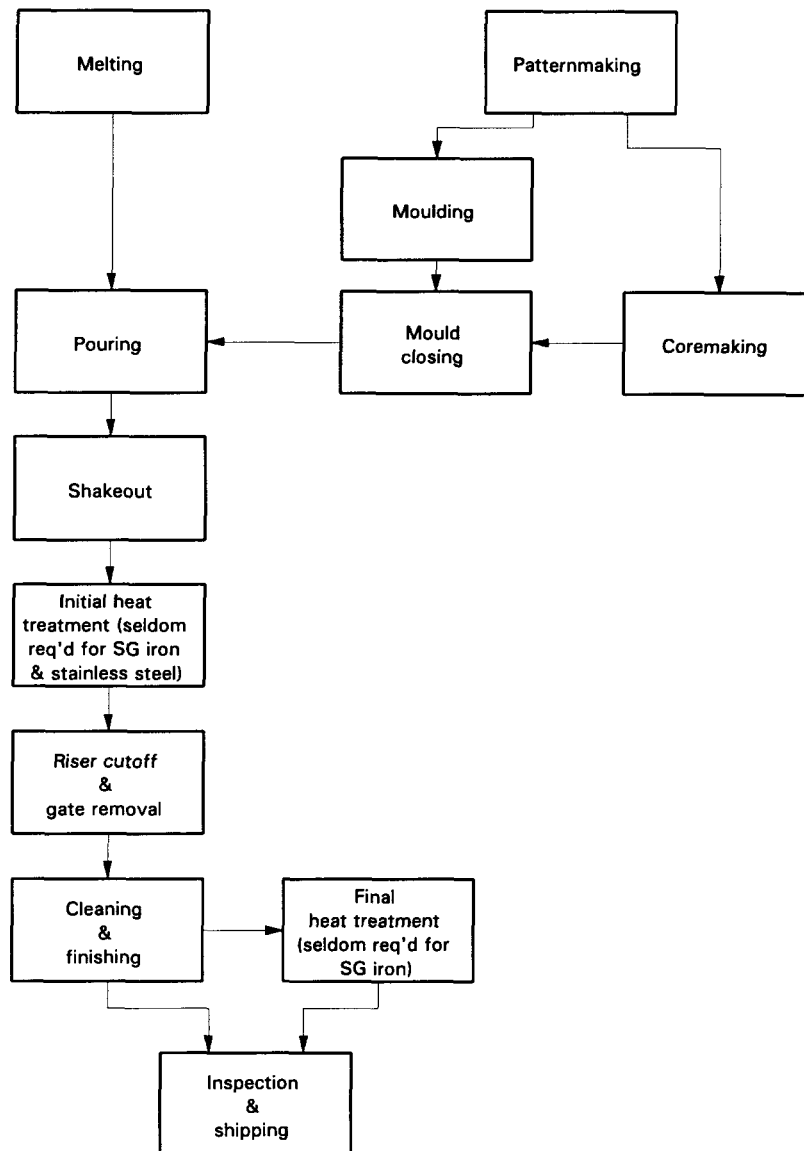 Melting
Patternmaking
Moulding
Pouring
Mould
closing
Coremaking
Shakeout
Initial heat
treatment (seldom
req'd for SG iron
& stainless steel)
Riser cutoff
&
gate removal
Cleaning
&
finishing
Final
heat treatment
(seldom req'd for
SG iron)
Inspection
&
shipping